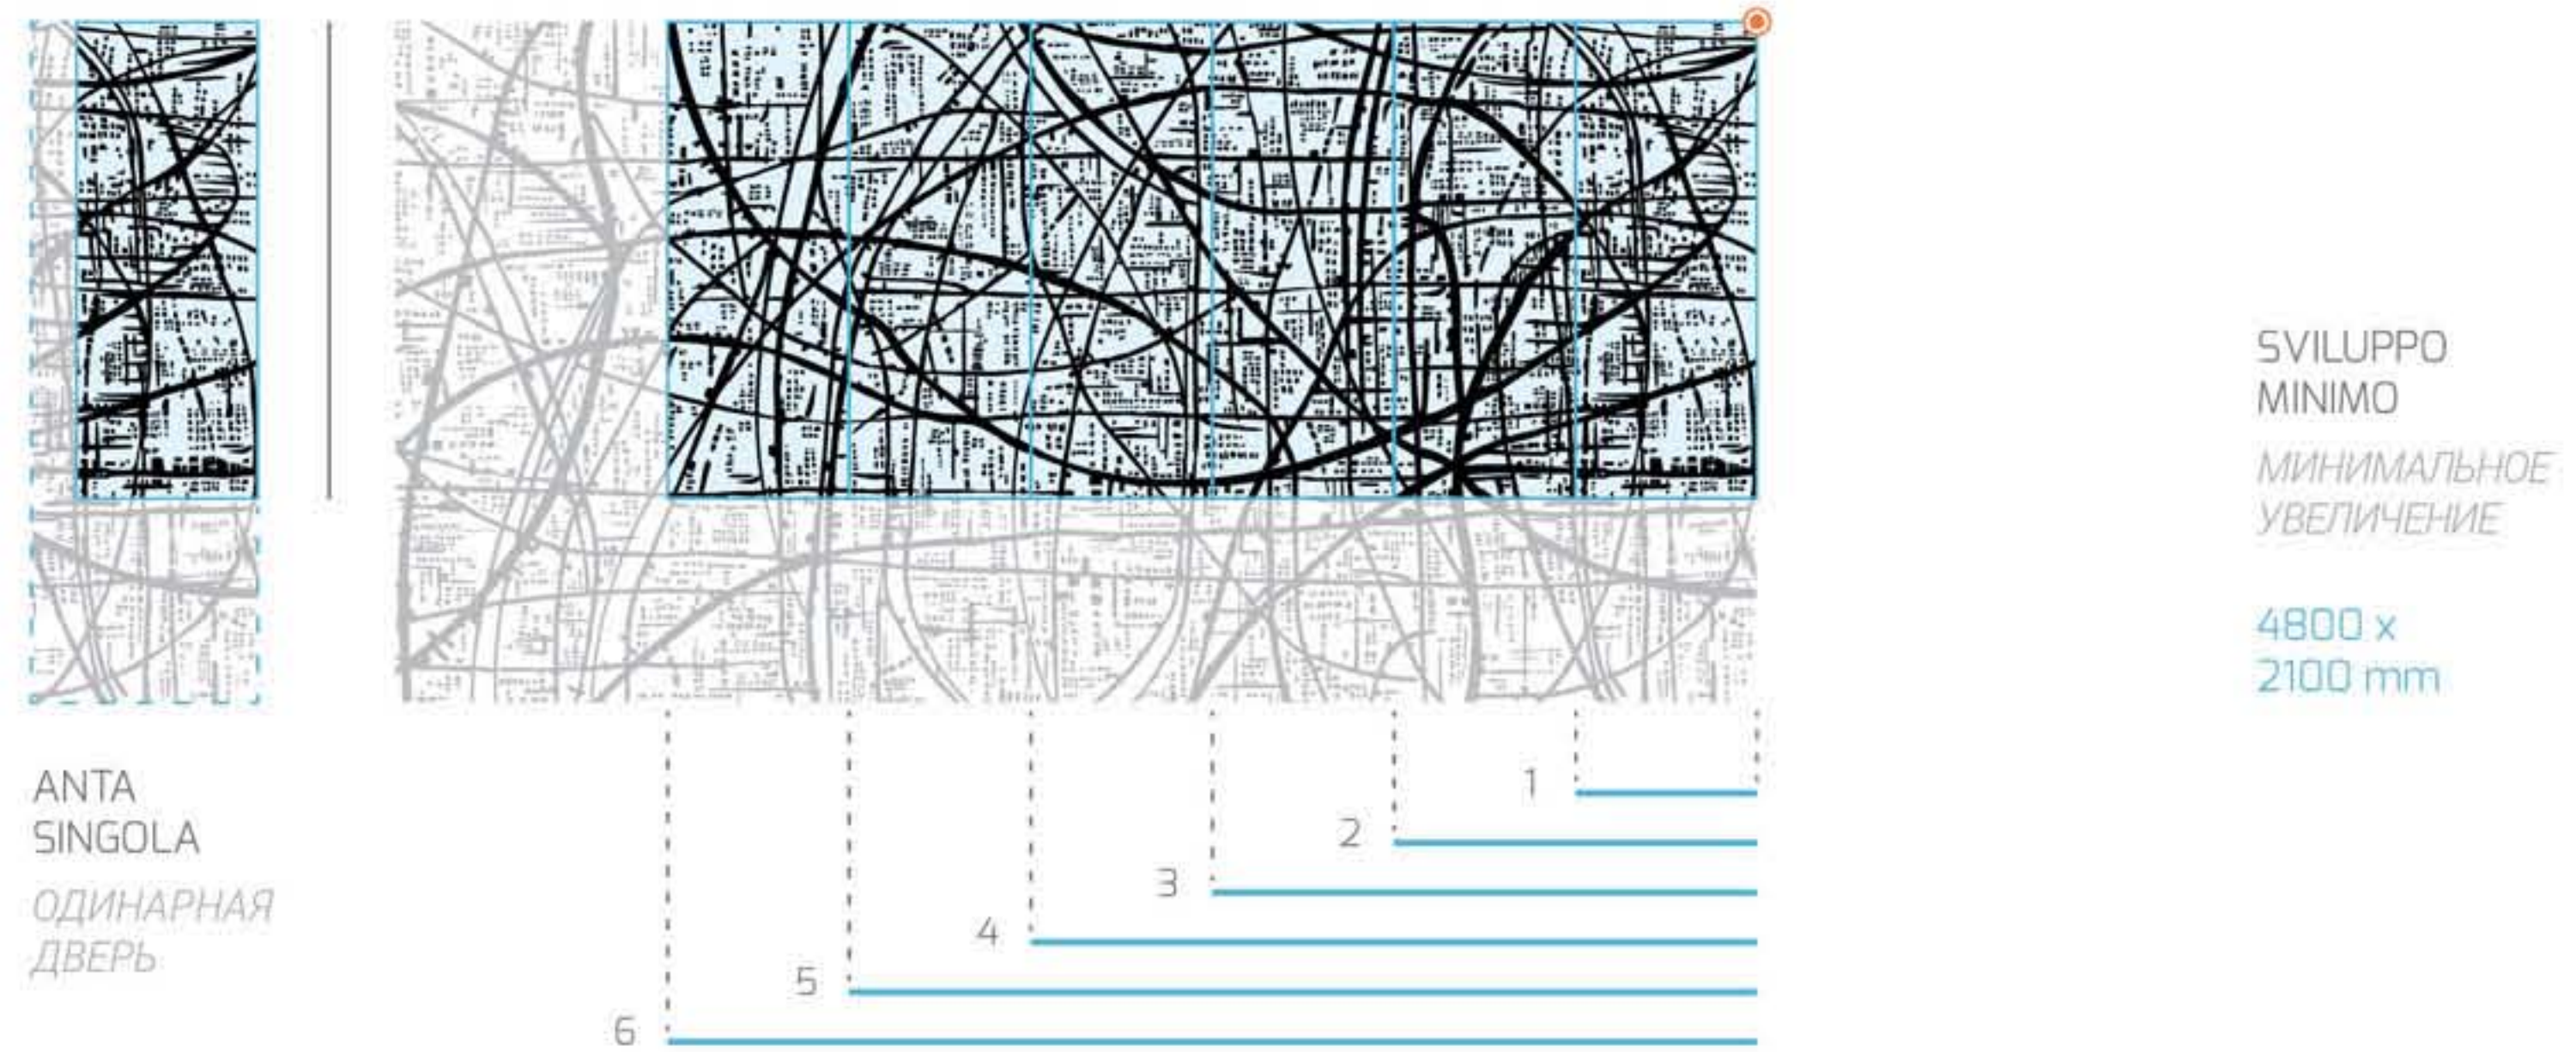 SVILUPPO
MINIMO
МИНИМАЛЬНОЕ
УВЕЛИЧЕНИЕ
4800 x
2100 mm
ANTA
SINGOLA
ОДИНАРНАЯ
ДВЕРЬ
1
2
3
4
5
6